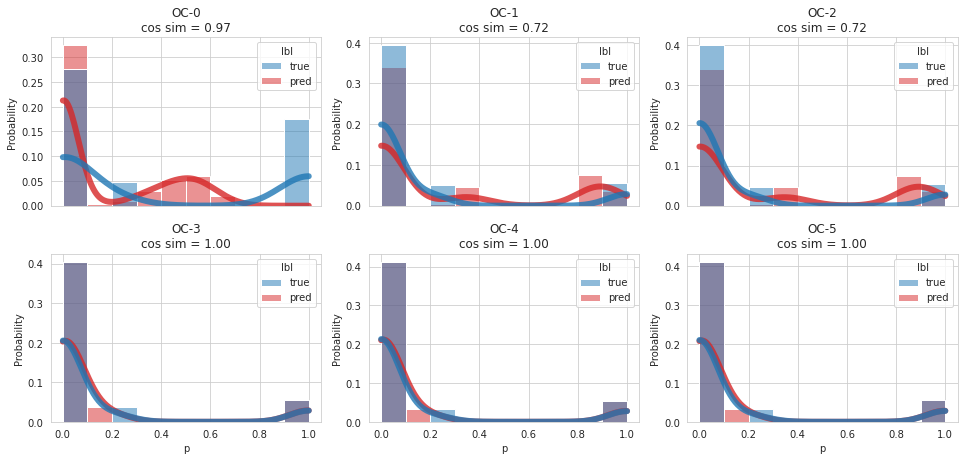 OC-0
cos sim = 0.97
OC-1
cos sim = 0.72
OC-2
cos sim = 0.72
Probability
0.30
0.25
0.20
0.15
0.10
0.05
0.00
lbl
true
pred
Probability
0.4
0.3
0.2
0.1
0.0
lbl
true
pred
Probability
0.4
0.3
0.2
0.1
0.0
lbl
true
pred
OC-3
cos sim = 1.00
OC-4
cos sim = 1.00
OC-5
cos sim = 1.00
Probability
0.4
0.3
0.2
0.1
0.0
lbl
true
pred
0.0 0.2 0.4 0.6 0.8 1.0
p
Probability
0.4
0.3
0.2
0.1
0.0
lbl
true
pred
0.0 0.2 0.4 0.6 0.8 1.0
p
Probability
0.4
0.3
0.2
0.1
0.0
lbl
true
pred
0.0 0.2 0.4 0.6 0.8 1.0
p